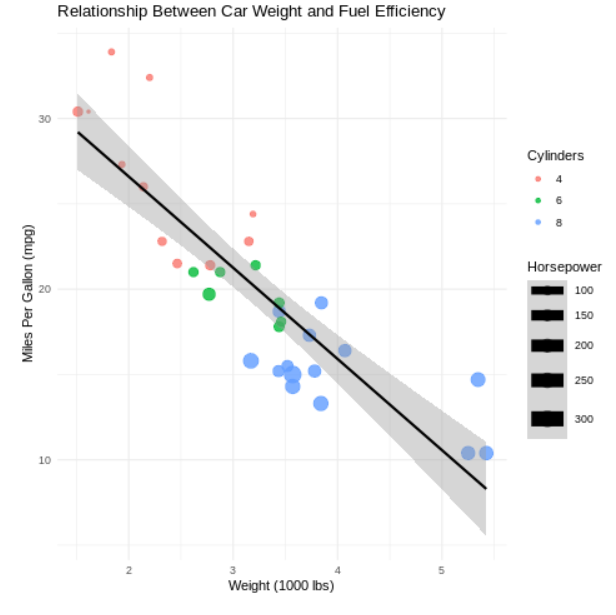 Relationship Between Car Weight and Fuel Efficiency
30
20
10
Miles Per Gallon (mpg)
2 3 4 5
Weight (1000 lbs)
Cylinders
4
6
8
Horsepower
100
150
200
250
300